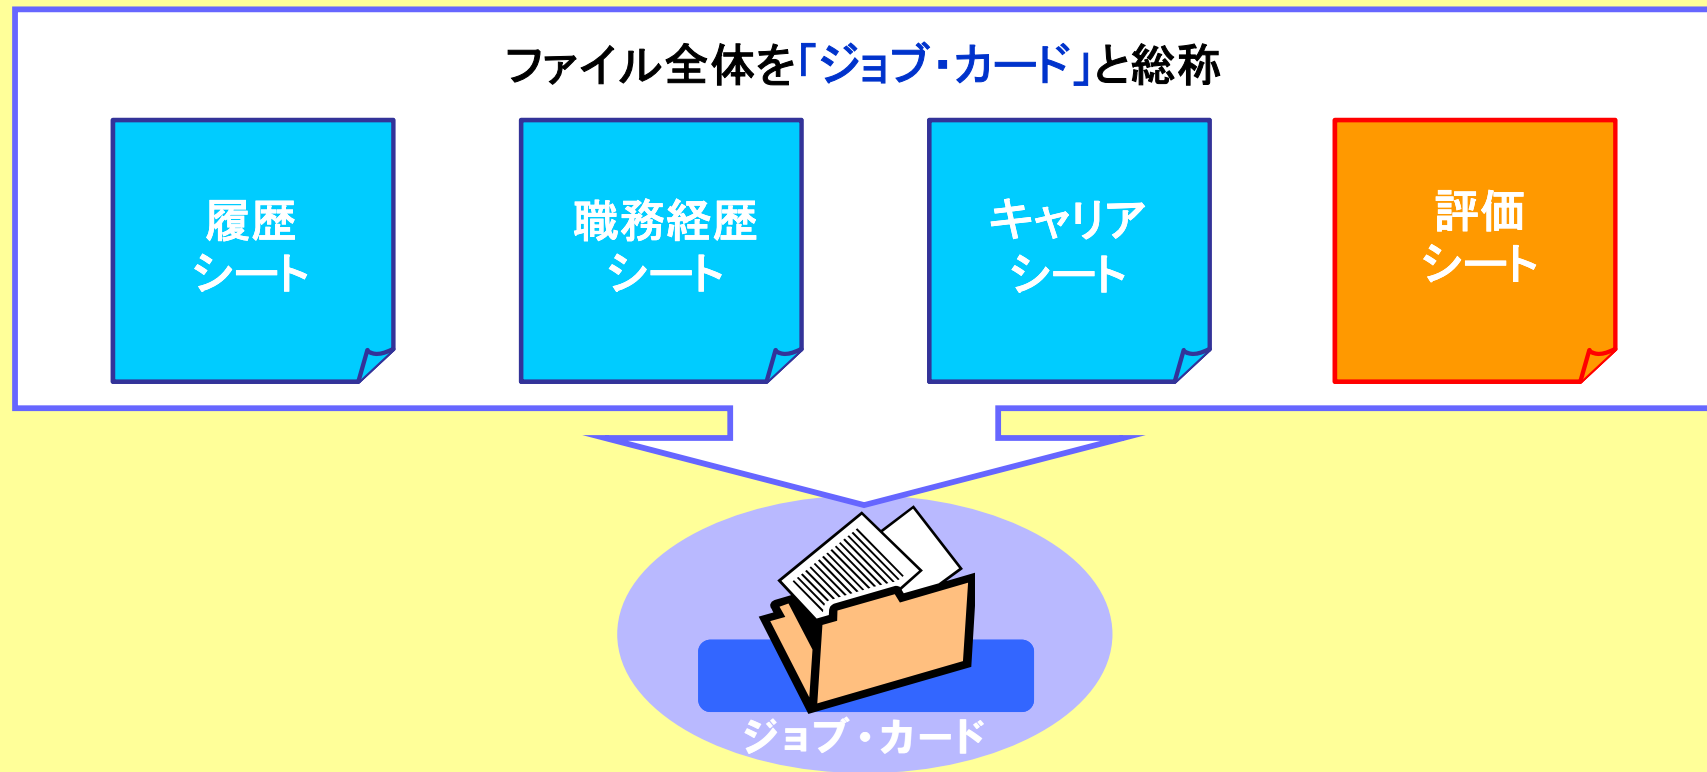 ファイル全体を「ジョブ・カード」と総称
履歴
シート
職務経歴
シート
キャリア
シート
評価
シート
ジョブ・カード